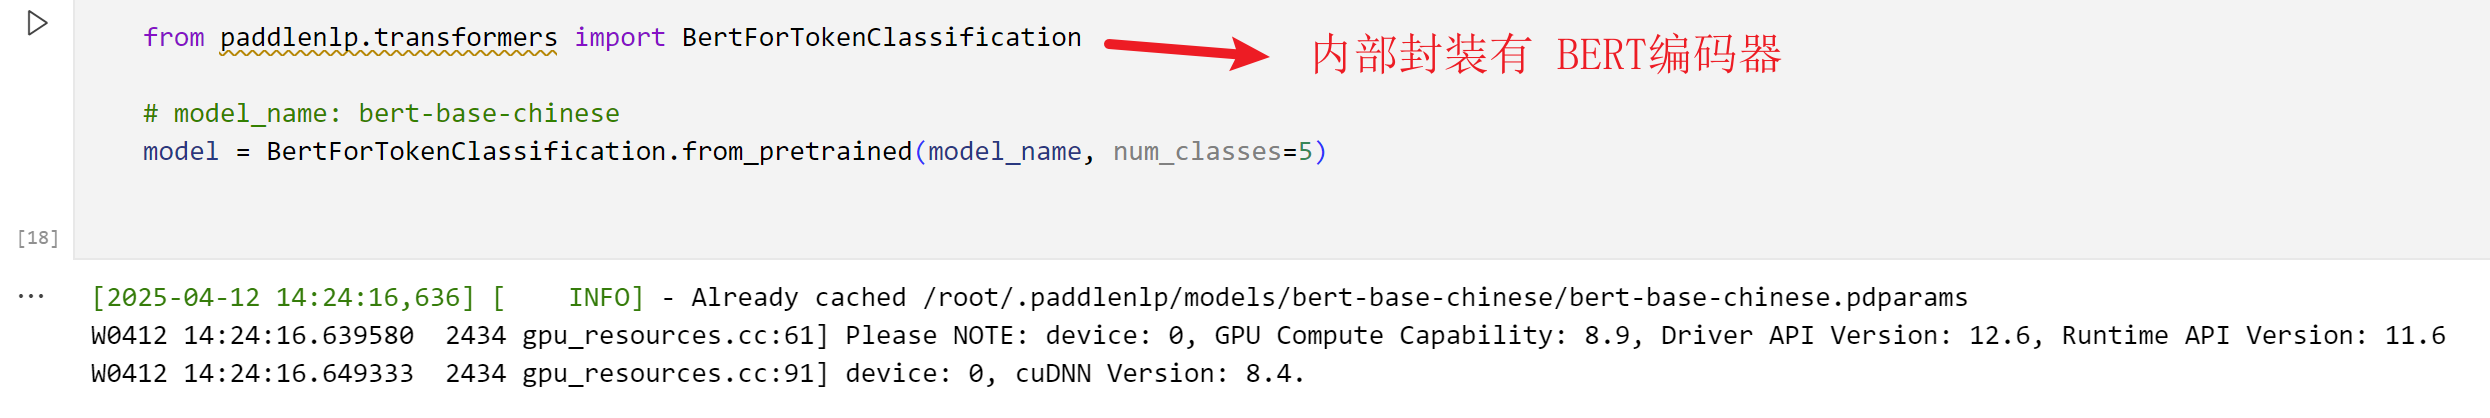 from paddlenlp.transformers import BertForTokenClassification
内部封装有 BERT编码器
# model_name: bert-base-chinese
model = BertForTokenClassification.from_pretrained(model_name, num_classes=5)
[18]
[2025-04-12 14:24:16,636] [    INFO] - Already cached /root/.paddlenlp/models/bert-base-chinese/bert-base-chinese.pdparams
W0412 14:24:16.639580  2434 gpu_resources.cc:61] Please NOTE: device: 0, GPU Compute Capability: 8.9, Driver API Version: 12.6, Runtime API Version: 11.6
W0412 14:24:16.649333  2434 gpu_resources.cc:91] device: 0, cuDNN Version: 8.4.